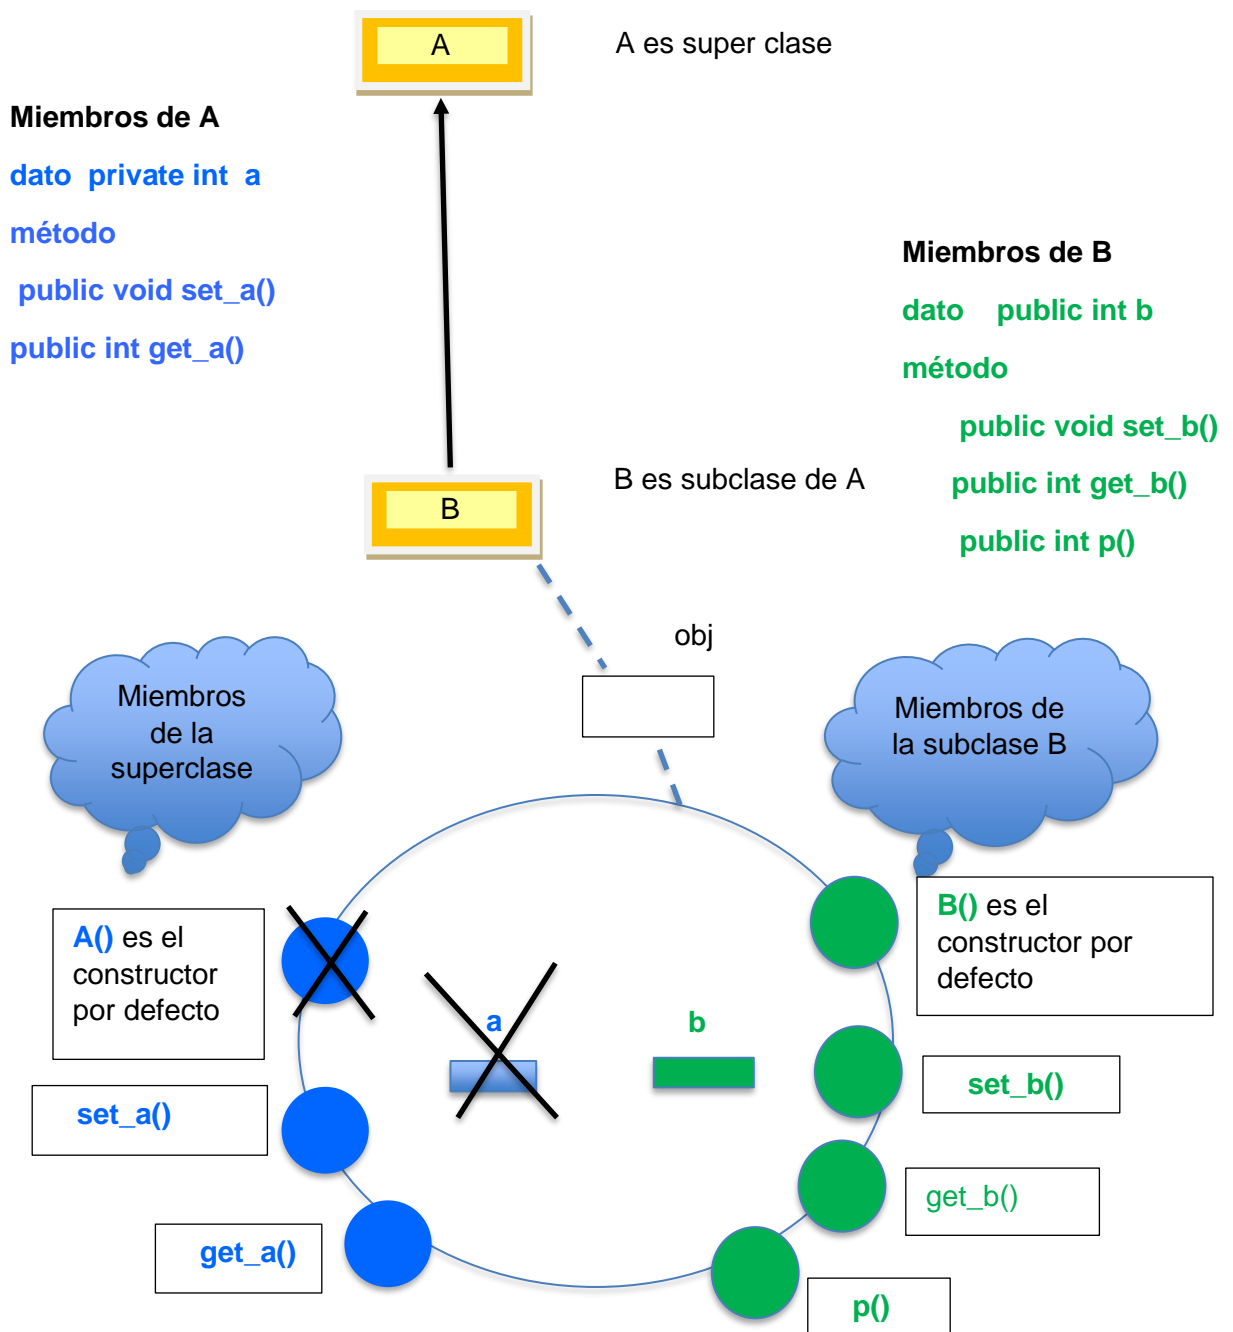 A
A es super clase
Miembros de A
dato  private int  a
método
public void set_a()
public int get_a()
Miembros de B
dato    public int b
método
public void set_b()
public int get_b()
public int p()
B es subclase de A
B
obj
Miembros
de la
superclase
Miembros de
la subclase B
A() es el
constructor
por defecto
a
b
B() es el
constructor por
defecto
set_a()
set_b()
get_a()
get_b()
p()